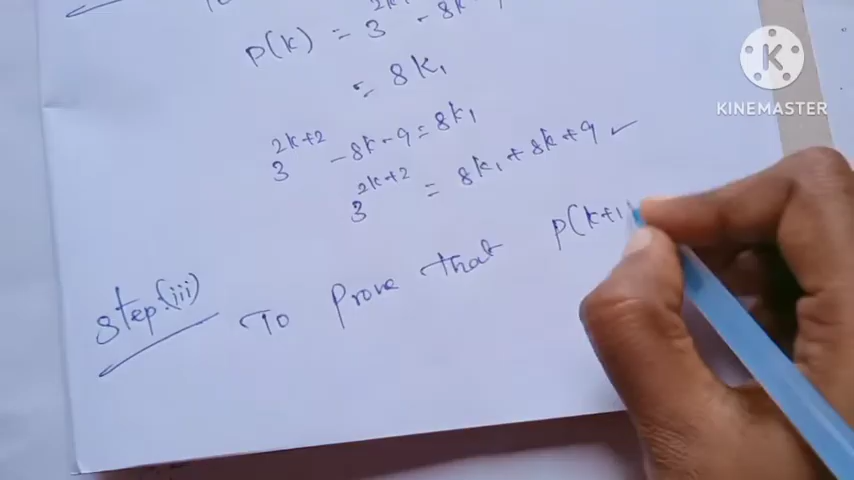 P(k) = 3
= 8k₁
3^{2k+2} - 8k - 9 = 8k₁
3^{2k+2} = 8k₁ + 8k + 9 ✓
Step (iii) To Prove that P(k+1
KINEMASTER